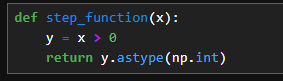 def step_function(x):
    y = x > 0
    return y.astype(np.int)